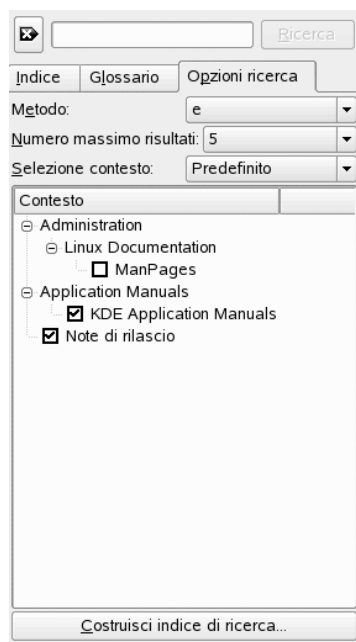 Ricerca
Indice Glossario Opzioni ricerca
Metodo: e
Numero massimo risultati: 5
Selezione contesto: Predefinito
Contesto
Administration
Linux Documentation
ManPages
Application Manuals
KDE Application Manuals
Note di rilascio
Costruisci indice di ricerca...